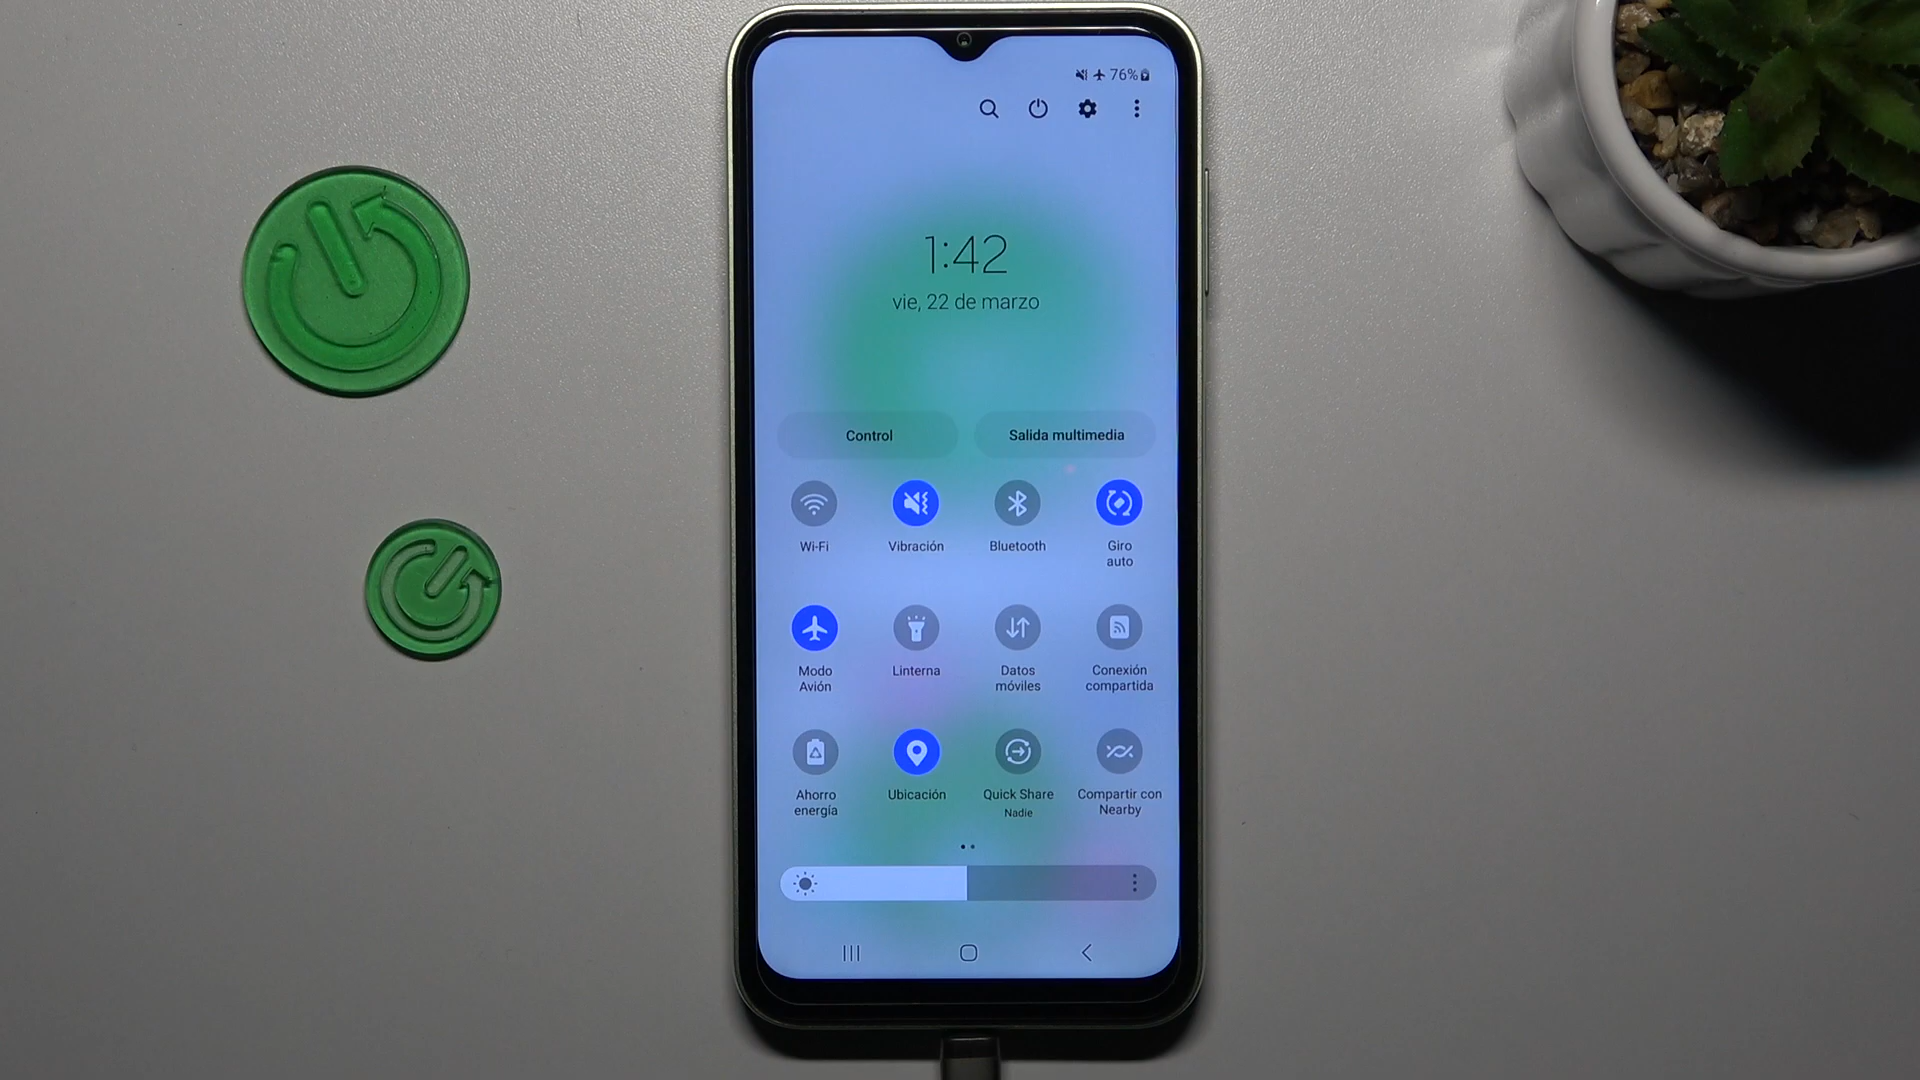 76%
1:42
vie, 22 de marzo
Control
Salida multimedia
Wi-Fi
Vibración
Bluetooth
Giro
auto
Modo
Avión
Linterna
Datos
móviles
Conexión
compartida
Ahorro
energía
Ubicación
Quick Share
Nadie
Compartir con
Nearby